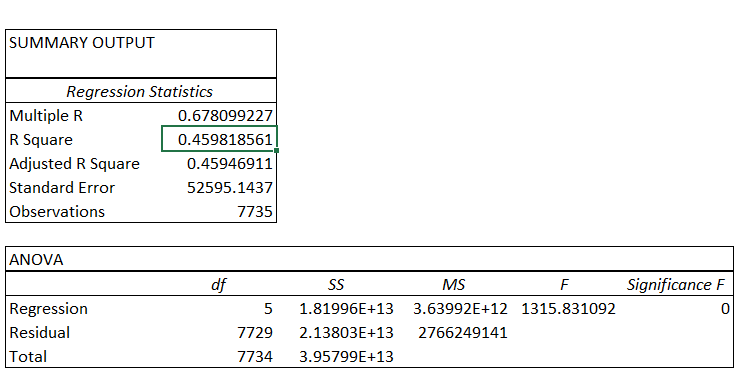 SUMMARY OUTPUT
Regression Statistics
Multiple R 0.678099227
R Square 0.459818561
Adjusted R Square 0.45946911
Standard Error 52595.1437
Observations 7735
ANOVA
df SS MS F Significance F
Regression 5 1.81996E+13 3.63992E+12 1315.831092 0
Residual 7729 2.13803E+13 2766249141
Total 7734 3.95799E+13